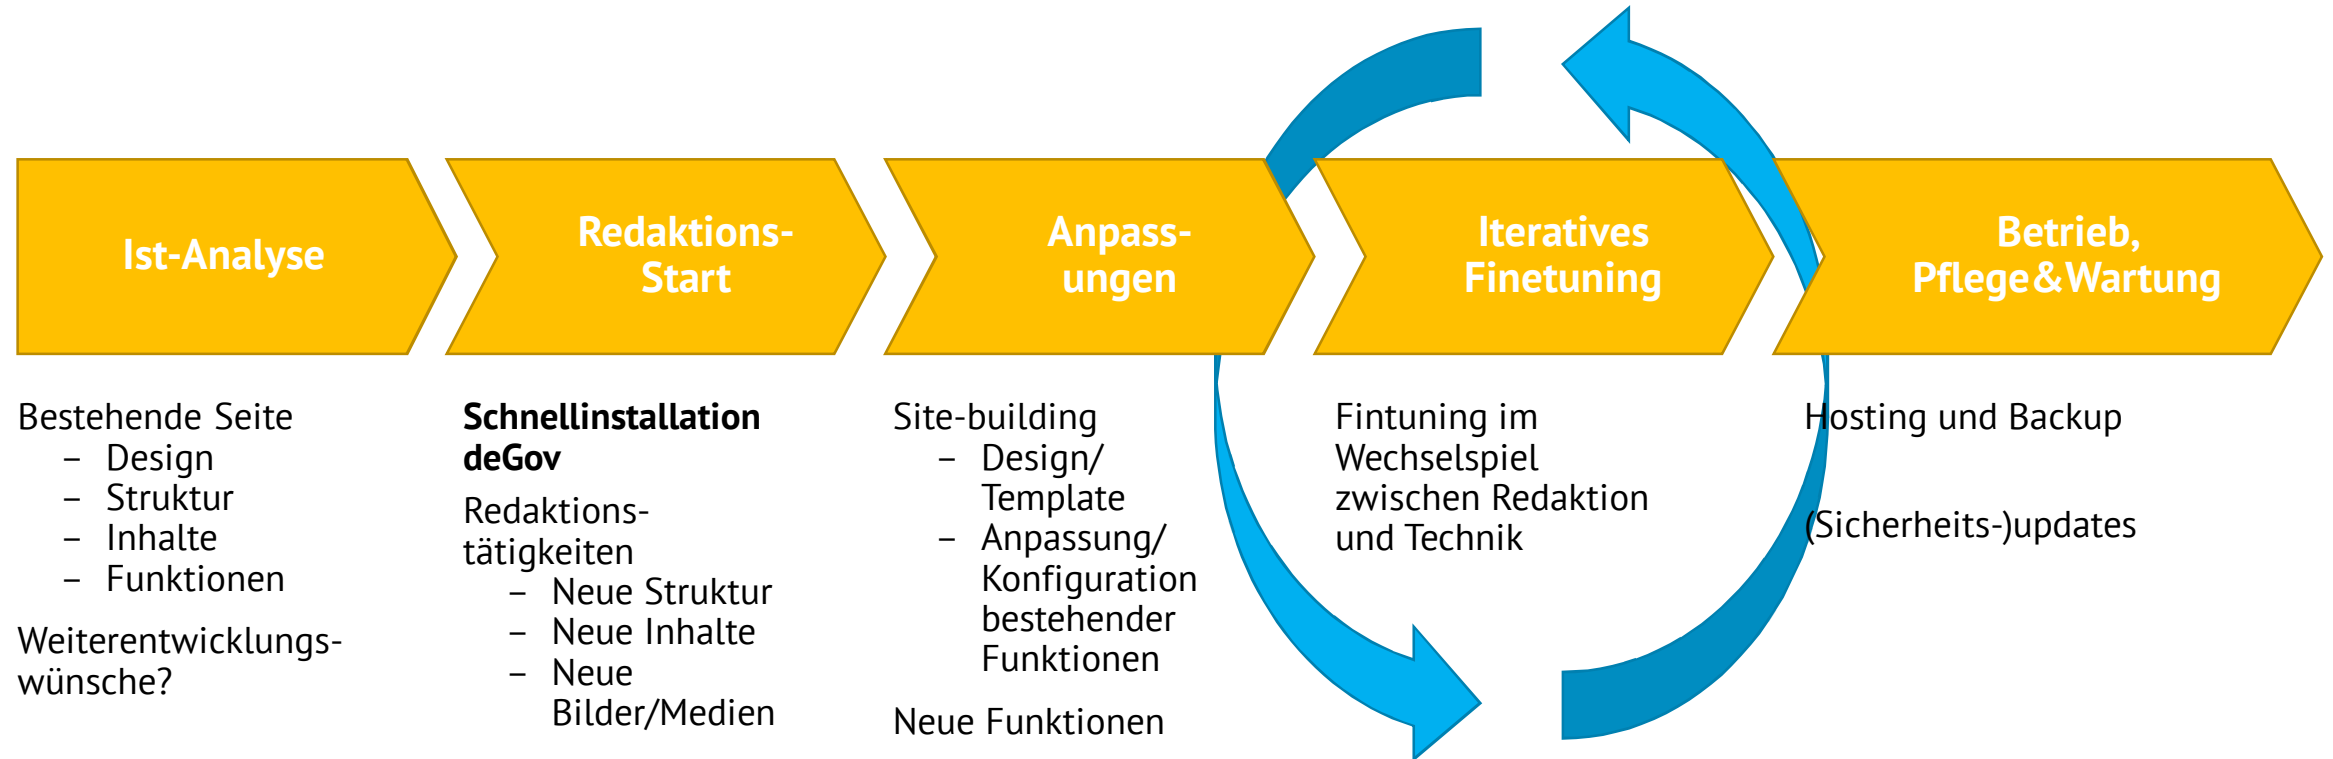 Ist-Analyse
Redaktions-
Start
Anpass-
ungen
Iteratives
Finetuning
Betrieb,
Pflege&Wartung
Bestehende Seite
– Design
– Struktur
– Inhalte
– Funktionen
Weiterentwicklungs-
wünsche?
Schnellinstallation
deGov
Redaktions-
tätigkeiten
– Neue Struktur
– Neue Inhalte
– Neue
Bilder/Medien
Site-building
– Design/
Template
– Anpassung/
Konfiguration
bestehender
Funktionen
Neue Funktionen
Fintuning im
Wechselspiel
zwischen Redaktion
und Technik
Hosting und Backup
(Sicherheits-)updates